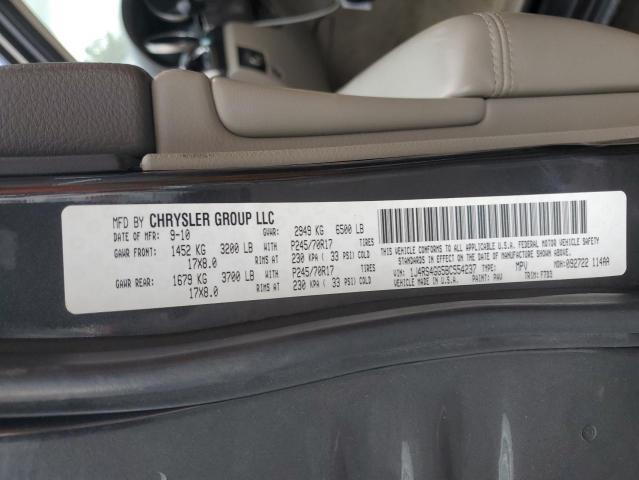 MFD BY CHRYSLER GROUP LLC
DATE OF MFR: 9-10 GVWR: 2949 KG 6500 LB
GAWR FRONT: 1452 KG 3200 LB WITH P245/70R17 TIRES
17X8.0 RIMS AT 230 KPA ( 33 PSI) COLD
GAWR REAR: 1679 KG 3700 LB WITH P245/70R17 TIRES
17X8.0 RIMS AT 230 KPA ( 33 PSI) COLD
THIS VEHICLE CONFORMS TO ALL APPLICABLE U.S.A. FEDERAL MOTOR VEHICLE SAFETY
STANDARDS IN EFFECT ON THE DATE OF MANUFACTURE SHOWN ABOVE.
VIN: 1J4RS4GG5BC554237 TYPE: MPV MDH: 092722 114AA
VEHICLE MADE IN U.S.A. PAINT: TRIM: